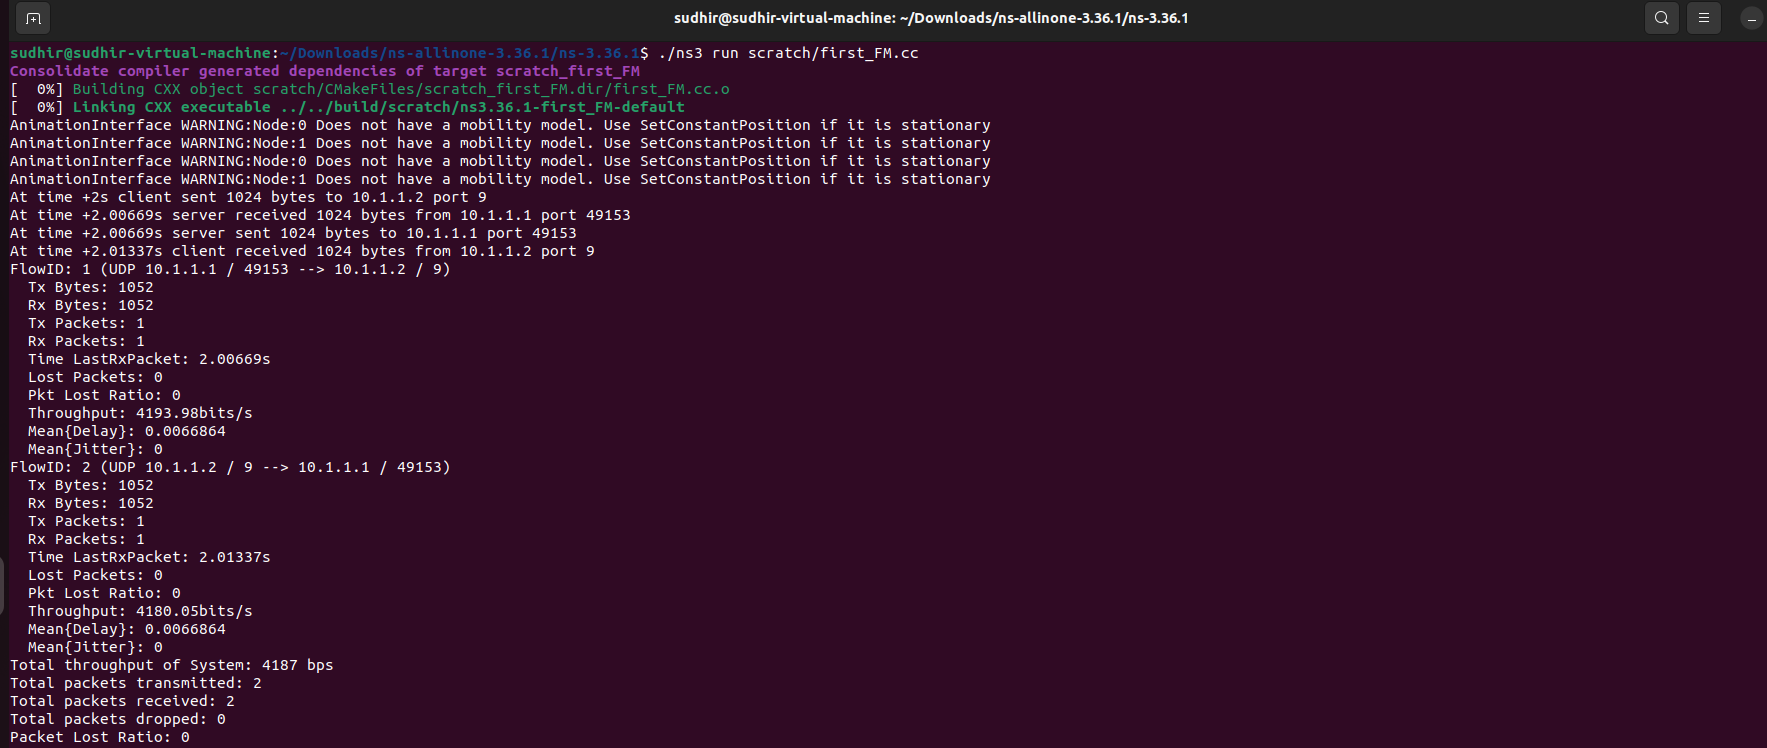 sudhir@sudhir-virtual-machine: ~/Downloads/ns-allinone-3.36.1/ns-3.36.1
sudhir@sudhir-virtual-machine:~/Downloads/ns-allinone-3.36.1/ns-3.36.1$ ./ns3 run scratch/first_FM.cc
Consolidate compiler generated dependencies of target scratch_first_FM
[  0%] Building CXX object scratch/CMakeFiles/scratch_first_FM.dir/first_FM.cc.o
[  0%] Linking CXX executable ../../build/scratch/ns3.36.1-first_FM-default
AnimationInterface WARNING:Node:0 Does not have a mobility model. Use SetConstantPosition if it is stationary
AnimationInterface WARNING:Node:1 Does not have a mobility model. Use SetConstantPosition if it is stationary
AnimationInterface WARNING:Node:0 Does not have a mobility model. Use SetConstantPosition if it is stationary
AnimationInterface WARNING:Node:1 Does not have a mobility model. Use SetConstantPosition if it is stationary
At time +2s client sent 1024 bytes to 10.1.1.2 port 9
At time +2.00669s server received 1024 bytes from 10.1.1.1 port 49153
At time +2.00669s server sent 1024 bytes to 10.1.1.1 port 49153
At time +2.01337s client received 1024 bytes from 10.1.1.2 port 9
FlowID: 1 (UDP 10.1.1.1 / 49153 --> 10.1.1.2 / 9)
  Tx Bytes: 1052
  Rx Bytes: 1052
  Tx Packets: 1
  Rx Packets: 1
  Time LastRxPacket: 2.00669s
  Lost Packets: 0
  Pkt Lost Ratio: 0
  Throughput: 4193.98bits/s
  Mean{Delay}: 0.0066864
  Mean{Jitter}: 0
FlowID: 2 (UDP 10.1.1.2 / 9 --> 10.1.1.1 / 49153)
  Tx Bytes: 1052
  Rx Bytes: 1052
  Tx Packets: 1
  Rx Packets: 1
  Time LastRxPacket: 2.01337s
  Lost Packets: 0
  Pkt Lost Ratio: 0
  Throughput: 4180.05bits/s
  Mean{Delay}: 0.0066864
  Mean{Jitter}: 0
Total throughput of System: 4187 bps
Total packets transmitted: 2
Total packets received: 2
Total packets dropped: 0
Packet Lost Ratio: 0